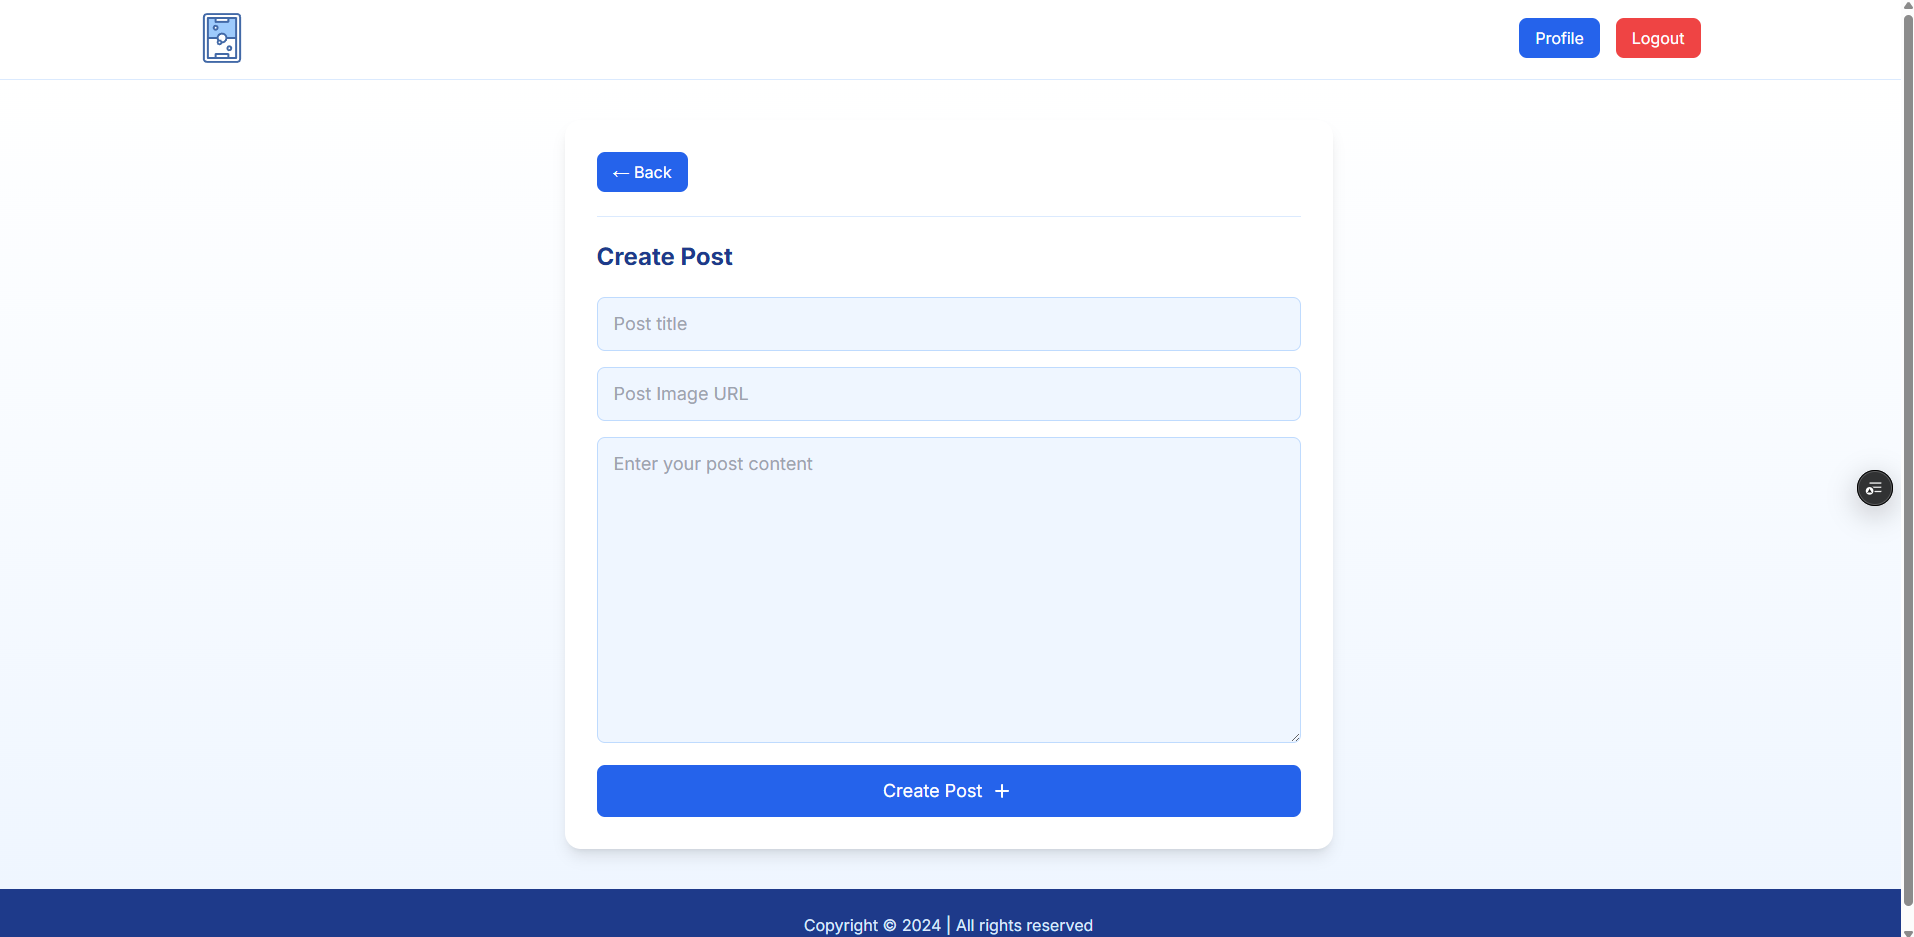 Profile
Logout
← Back
Create Post
Post title
Post Image URL
Enter your post content
Create Post +
Copyright © 2024 | All rights reserved